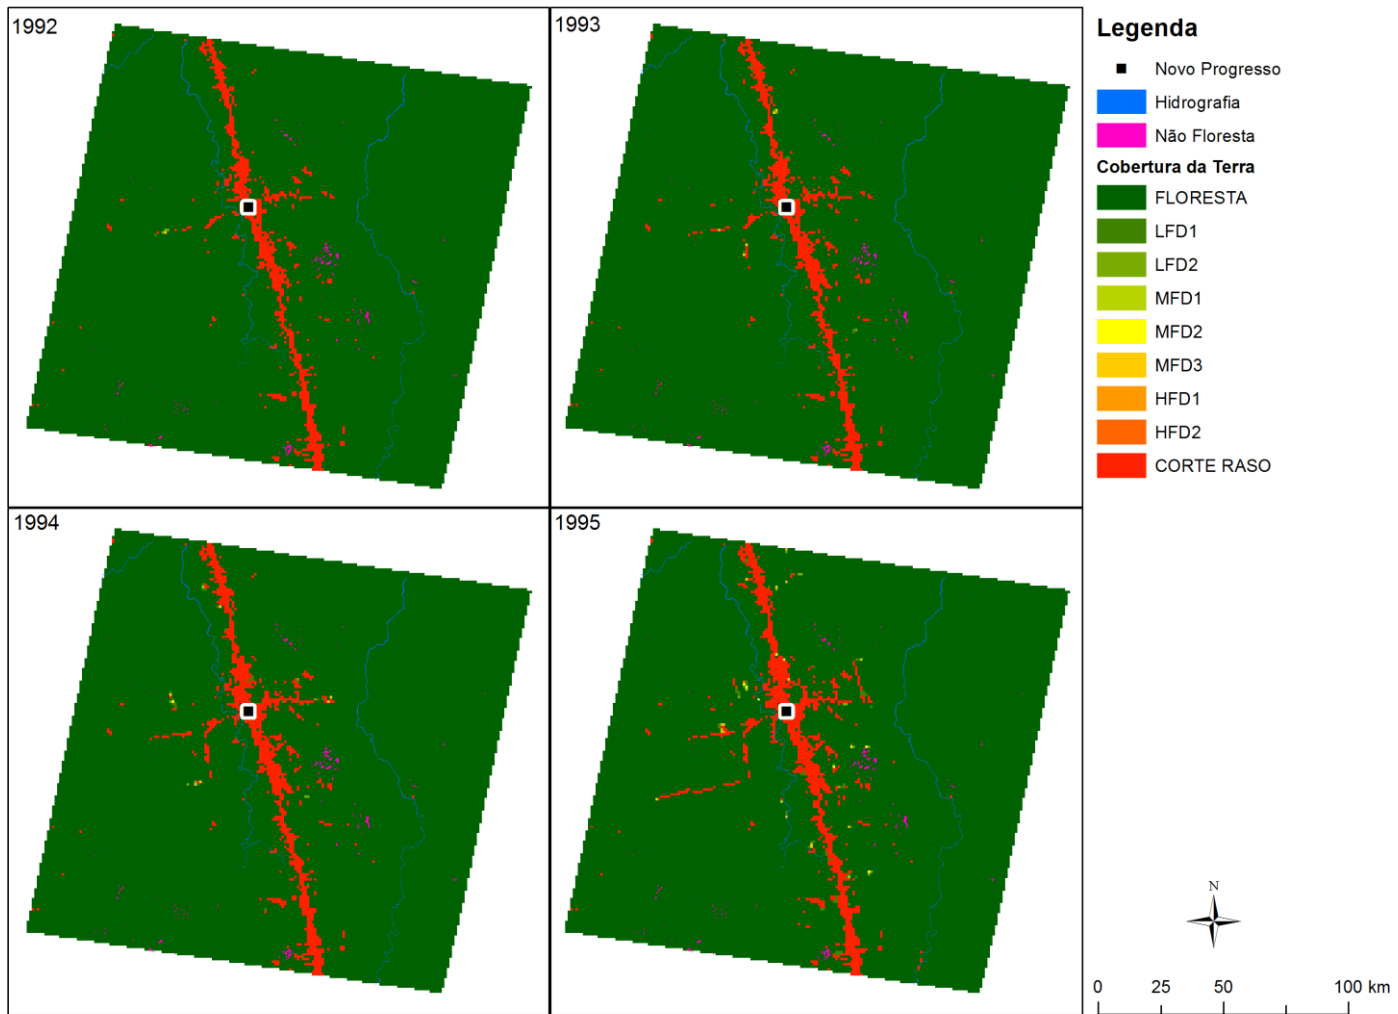 1992
1993
1994
1995
Legenda
Novo Progresso
Hidrografia
Não Floresta
Cobertura da Terra
FLORESTA
LFD1
LFD2
MFD1
MFD2
MFD3
HFD1
HFD2
CORTE RASO
N
0 25 50 100 km